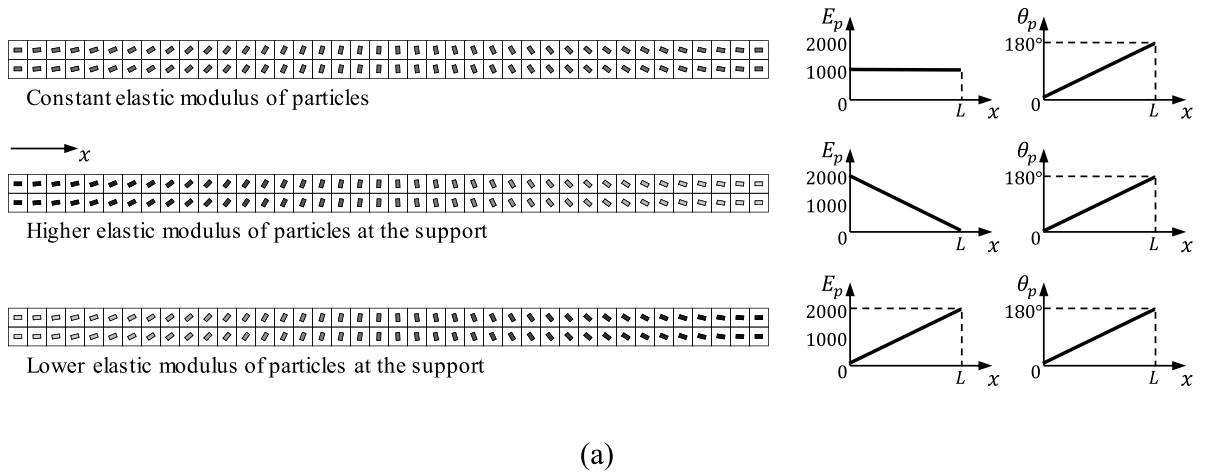 E_p
2000
1000
0
L
x
θ_p
180°
0
L
x
Constant elastic modulus of particles
x
E_p
2000
1000
0
L
x
θ_p
180°
0
L
x
Higher elastic modulus of particles at the support
E_p
2000
1000
0
L
x
θ_p
180°
0
L
x
Lower elastic modulus of particles at the support
(a)